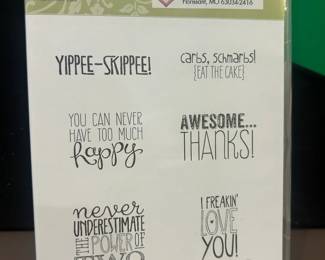 Florissant, MO 63034-2416
YIPPEE-SKIPPEE!
carbs, schmarbs!
{EAT THE CAKE}
YOU CAN NEVER
HAVE TOO MUCH
happy
AWESOME...
THANKS!
never
UNDERESTIMATE
THE POWER OF
I FREAKIN'
LOVE
YOU!